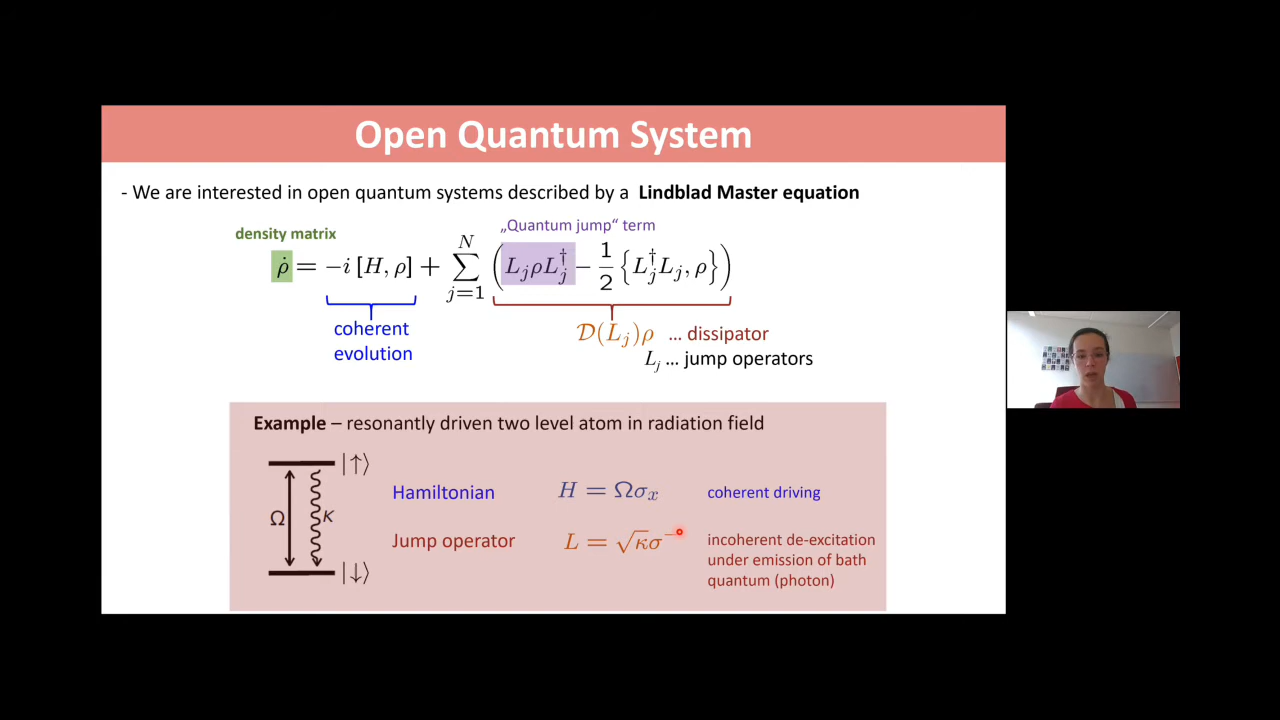 Open Quantum System
- We are interested in open quantum systems described by a Lindblad Master equation
„Quantum jump“ term
density matrix
ρ̇ = −i [H, ρ] + ∑_{j=1}^{N} ( L_j ρ L_j^† − 1/2 { L_j^† L_j, ρ } )
coherent
evolution
𝒟(L_j)ρ ... dissipator
L_j ... jump operators
Example – resonantly driven two level atom in radiation field
|↑⟩
Ω κ
|↓⟩
Hamiltonian H = Ωσ_x coherent driving
Jump operator L = √κσ^− incoherent de-excitation
under emission of bath
quantum (photon)